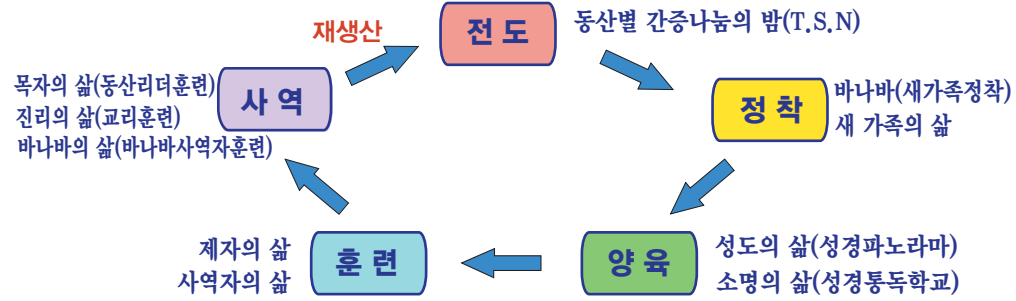 재생산
전도
동산별 간증나눔의 밤(T.S.N)
정착
바나바(새가족정착)
새 가족의 삶
양육
성도의 삶(성경파노라마)
소명의 삶(성경통독학교)
훈련
제자의 삶
사역자의 삶
사역
목자의 삶(동산리더훈련)
진리의 삶(교리훈련)
바나바의 삶(바나바사역자훈련)